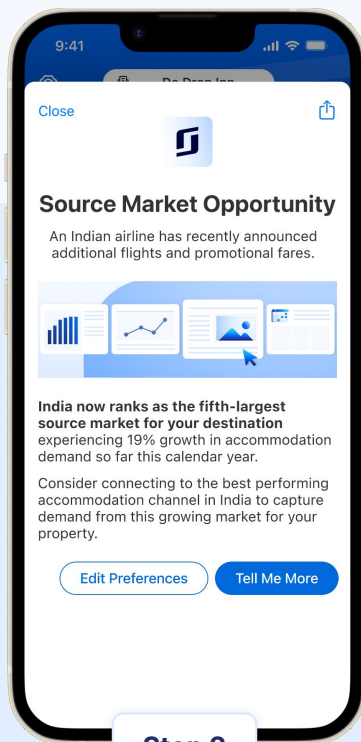 9:41
De Drop Inn
Close
Source Market Opportunity
An Indian airline has recently announced
additional flights and promotional fares.
India now ranks as the fifth-largest
source market for your destination
experiencing 19% growth in accommodation
demand so far this calendar year.
Consider connecting to the best performing
accommodation channel in India to capture
demand from this growing market for your
property.
Edit Preferences
Tell Me More